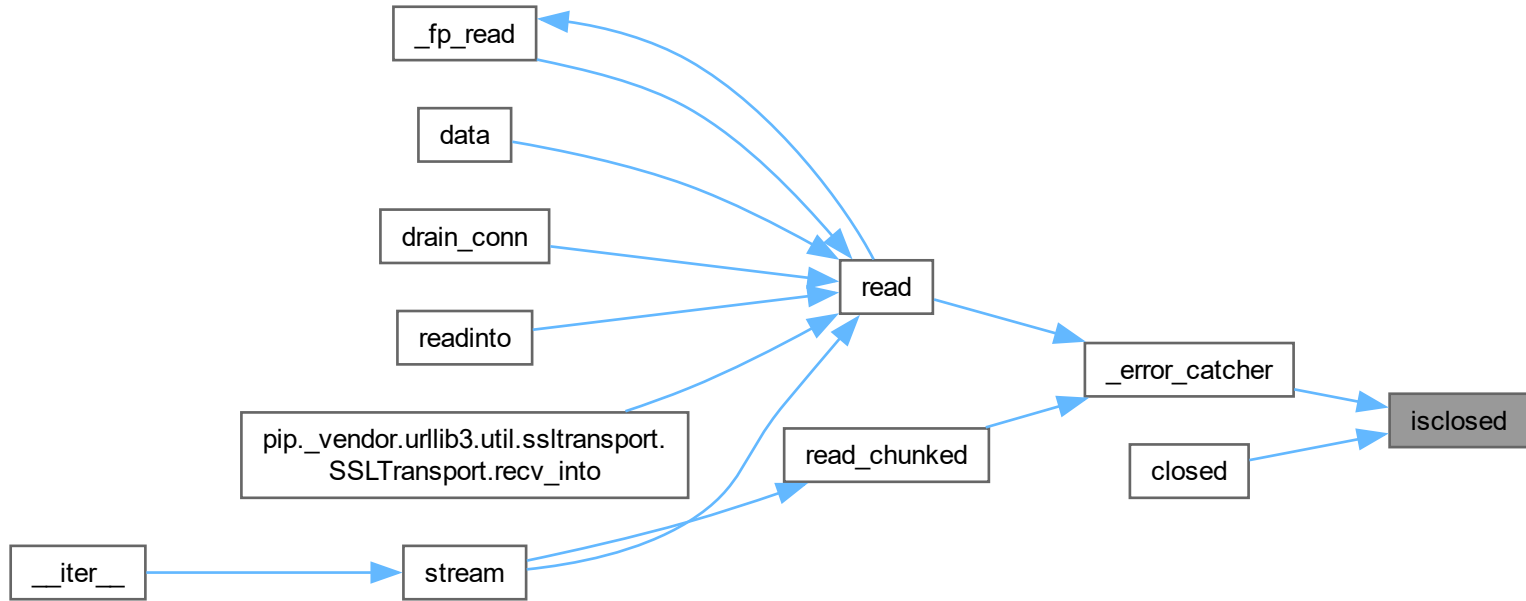 _fp_read
data
drain_conn
readinto
pip._vendor.urllib3.util.ssltransport.
SSLTransport.recv_into
__iter__
stream
read
read_chunked
_error_catcher
closed
isclosed